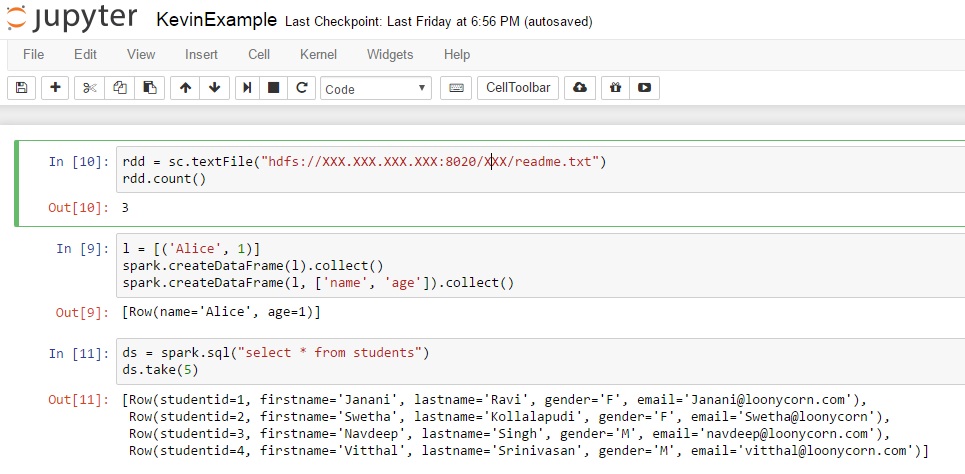 jupyter KevinExample Last Checkpoint: Last Friday at 6:56 PM (autosaved)
File Edit View Insert Cell Kernel Widgets Help
Code CellToolbar
In [10]: rdd = sc.textFile("hdfs://XXX.XXX.XXX.XXX:8020/XXX/readme.txt")
rdd.count()
Out[10]: 3
In [9]: l = [('Alice', 1)]
spark.createDataFrame(l).collect()
spark.createDataFrame(l, ['name', 'age']).collect()
Out[9]: [Row(name='Alice', age=1)]
In [11]: ds = spark.sql("select * from students")
ds.take(5)
Out[11]: [Row(studentid=1, firstname='Janani', lastname='Ravi', gender='F', email='Janani@loonycorn.com'),
Row(studentid=2, firstname='Swetha', lastname='Kollalapudi', gender='F', email='Swetha@loonycorn.com'),
Row(studentid=3, firstname='Navdeep', lastname='Singh', gender='M', email='navdeep@loonycorn.com'),
Row(studentid=4, firstname='Vitthal', lastname='Srinivasan', gender='M', email='vitthal@loonycorn.com')]